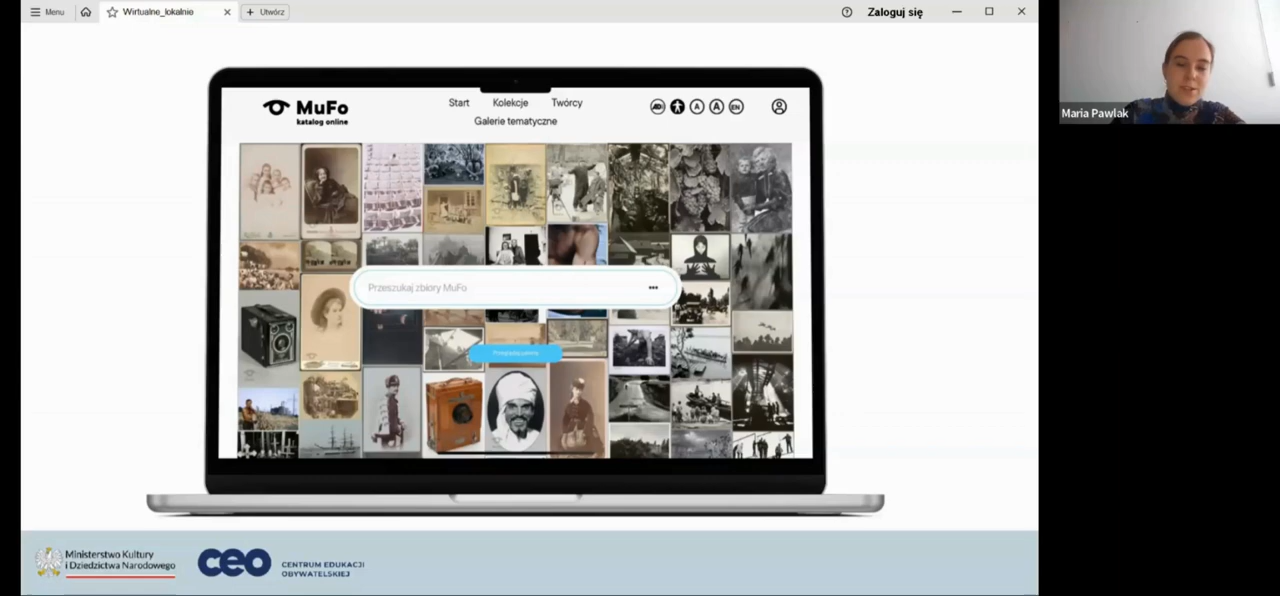 Menu
Wirtualne_lokalnie
Utwórz
Zaloguj się
Maria Pawlak
MuFo
katalog online
Start Kolekcje Twórcy
Galerie tematyczne
AD A A EN
Przeszukaj zbiory MuFo
Ministerstwo Kultury
i Dziedzictwa Narodowego
ceo
CENTRUM EDUKACJI
OBYWATELSKIEJ